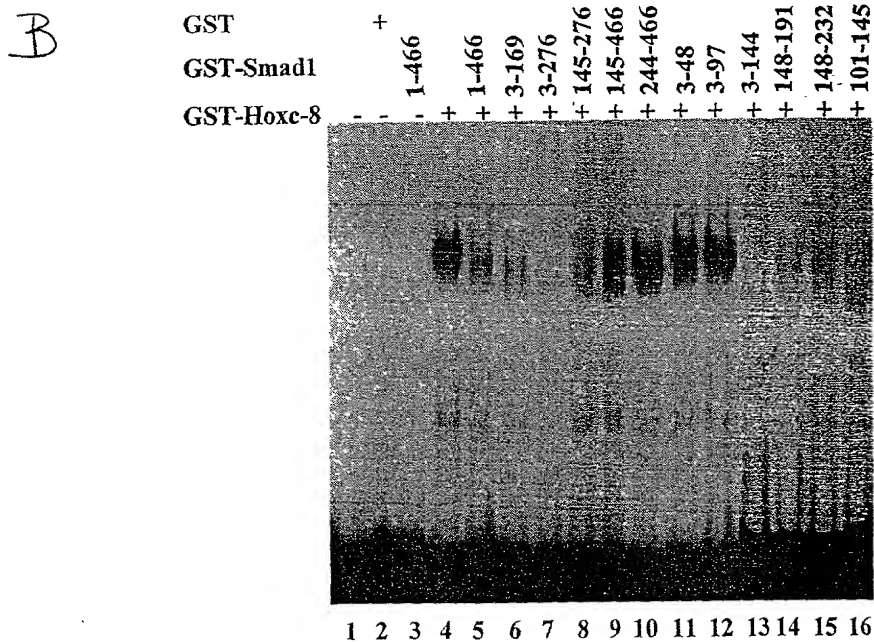 B
GST +
GST-Smad1 1-466 1-466 3-169 3-276 145-276 145-466 244-466 3-48 3-97 3-144 148-191 148-232 101-145
GST-Hoxc-8 - - - + + + + + + + + + + + + +
1 2 3 4 5 6 7 8 9 10 11 12 13 14 15 16